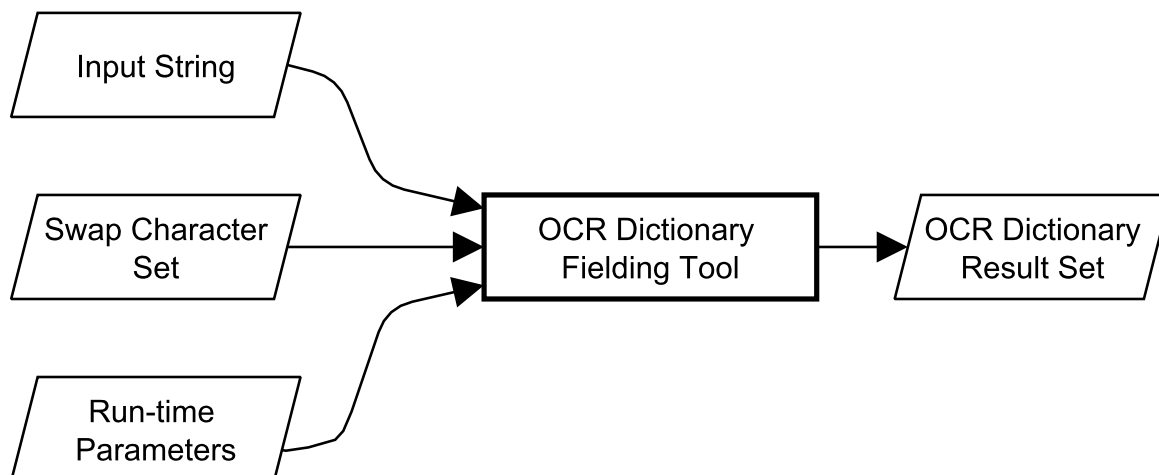 Input String
Swap Character
Set
Run-time
Parameters
OCR Dictionary
Fielding Tool
OCR Dictionary
Result Set